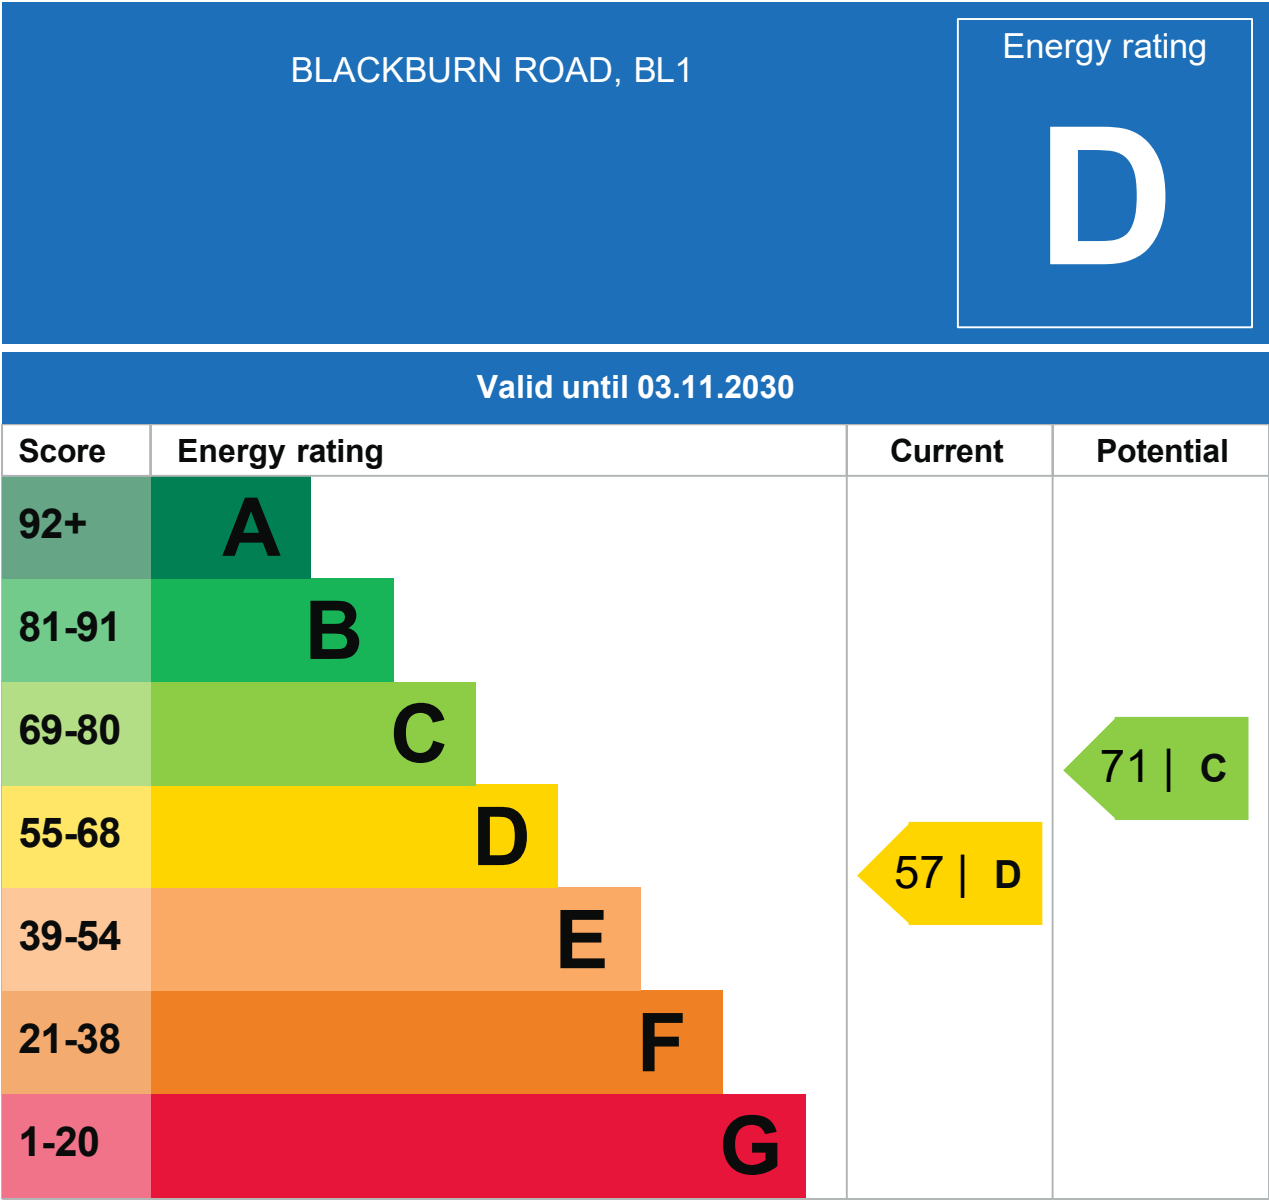 BLACKBURN ROAD, BL1
Energy rating
D
Valid until 03.11.2030
Score Energy rating Current Potential
92+ A
81-91 B
69-80 C
71 | C
55-68 D
57 | D
39-54 E
21-38 F
1-20 G